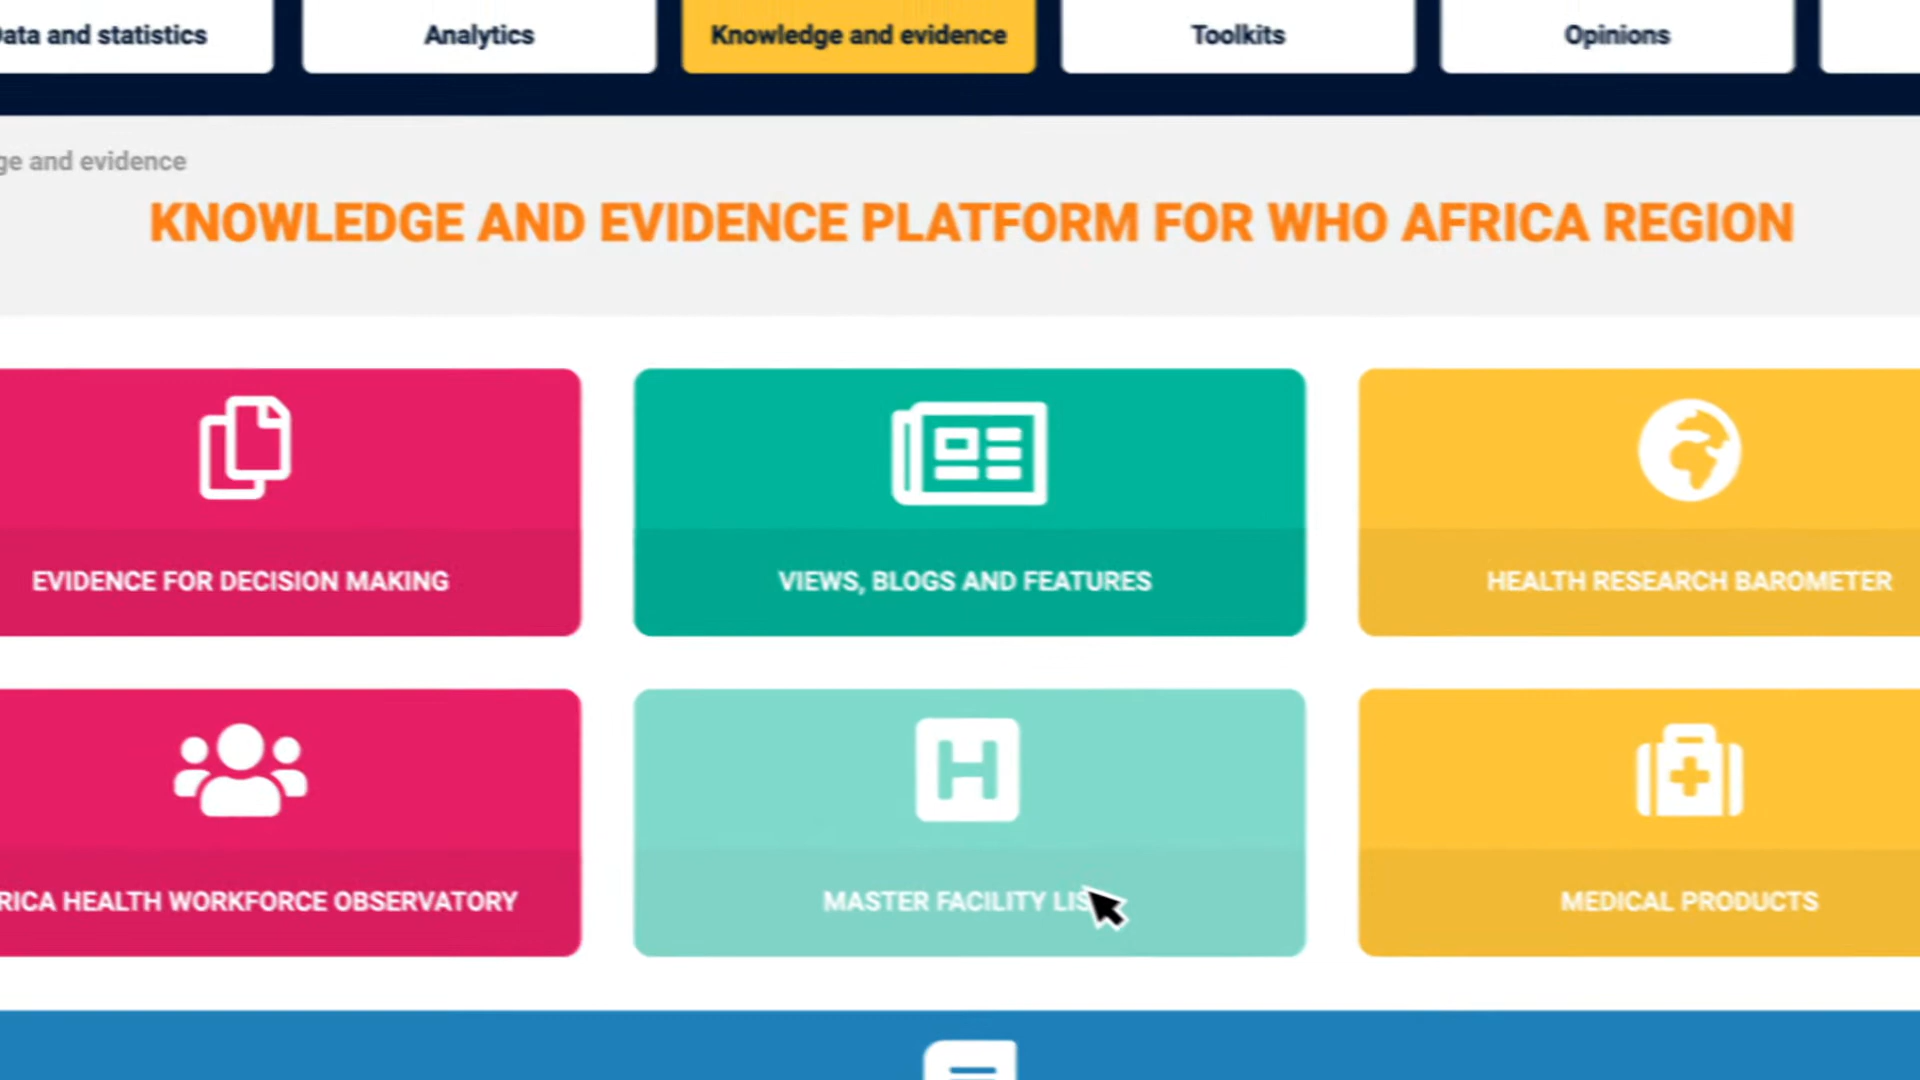 ata and statistics
Analytics
Knowledge and evidence
Toolkits
Opinions
ge and evidence
KNOWLEDGE AND EVIDENCE PLATFORM FOR WHO AFRICA REGION
EVIDENCE FOR DECISION MAKING
VIEWS, BLOGS AND FEATURES
HEALTH RESEARCH BAROMETER
RICA HEALTH WORKFORCE OBSERVATORY
MASTER FACILITY LIS
MEDICAL PRODUCTS
H